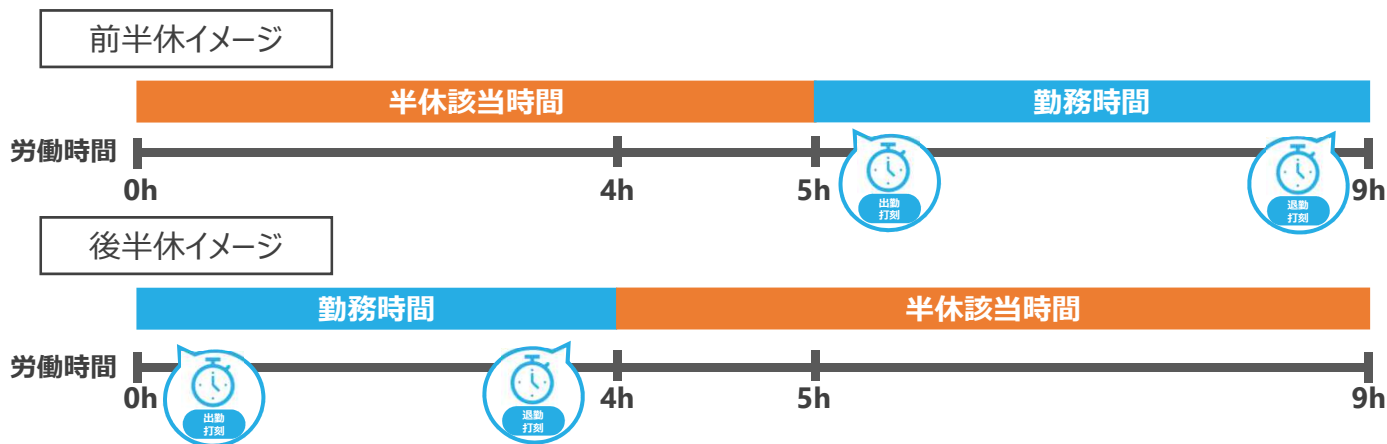 前半休イメージ
半休該当時間 勤務時間
労働時間
0h 4h 5h 9h
出勤
打刻
退勤
打刻
後半休イメージ
勤務時間 半休該当時間
労働時間
0h 4h 5h 9h
出勤
打刻
退勤
打刻